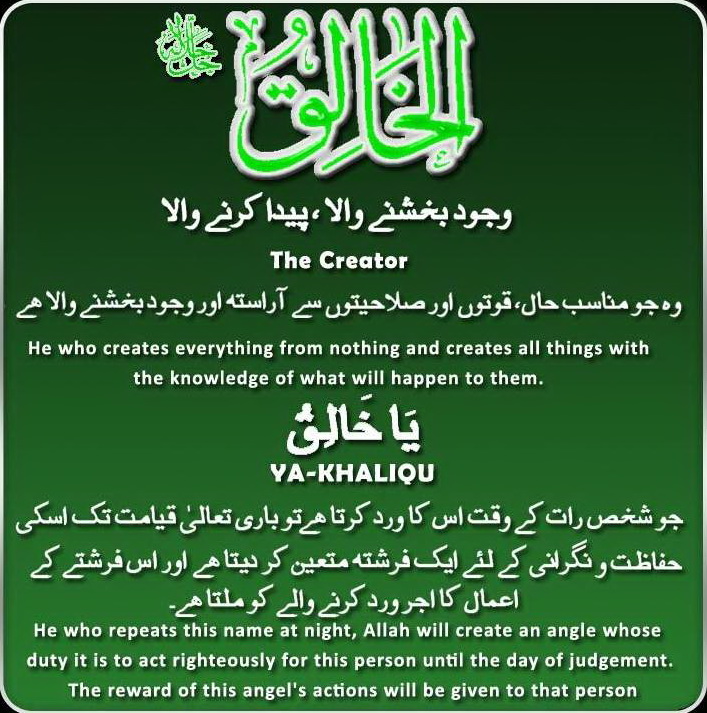 الخَالِقُ جل جلالہ
وجود بخشنے والا ، پیدا کرنے والا
The Creator
وہ جو مناسب حال، قوتوں اور صلاحیتوں سے آراستہ اور وجود بخشنے والا ھے
He who creates everything from nothing and creates all things with
the knowledge of what will happen to them.
يَا خَالِقُ
YA-KHALIQU
جو شخص رات کے وقت اس کا ورد کرتا ھے تو باری تعالیٰ قیامت تک اسکی
حفاظت و نگرانی کے لئے ایک فرشتہ متعین کر دیتا ھے اور اس فرشتے کے
اعمال کا اجر ورد کرنے والے کو ملتا ھے۔
He who repeats this name at night, Allah will create an angle whose
duty it is to act righteously for this person until the day of judgement.
The reward of this angel's actions will be given to that person